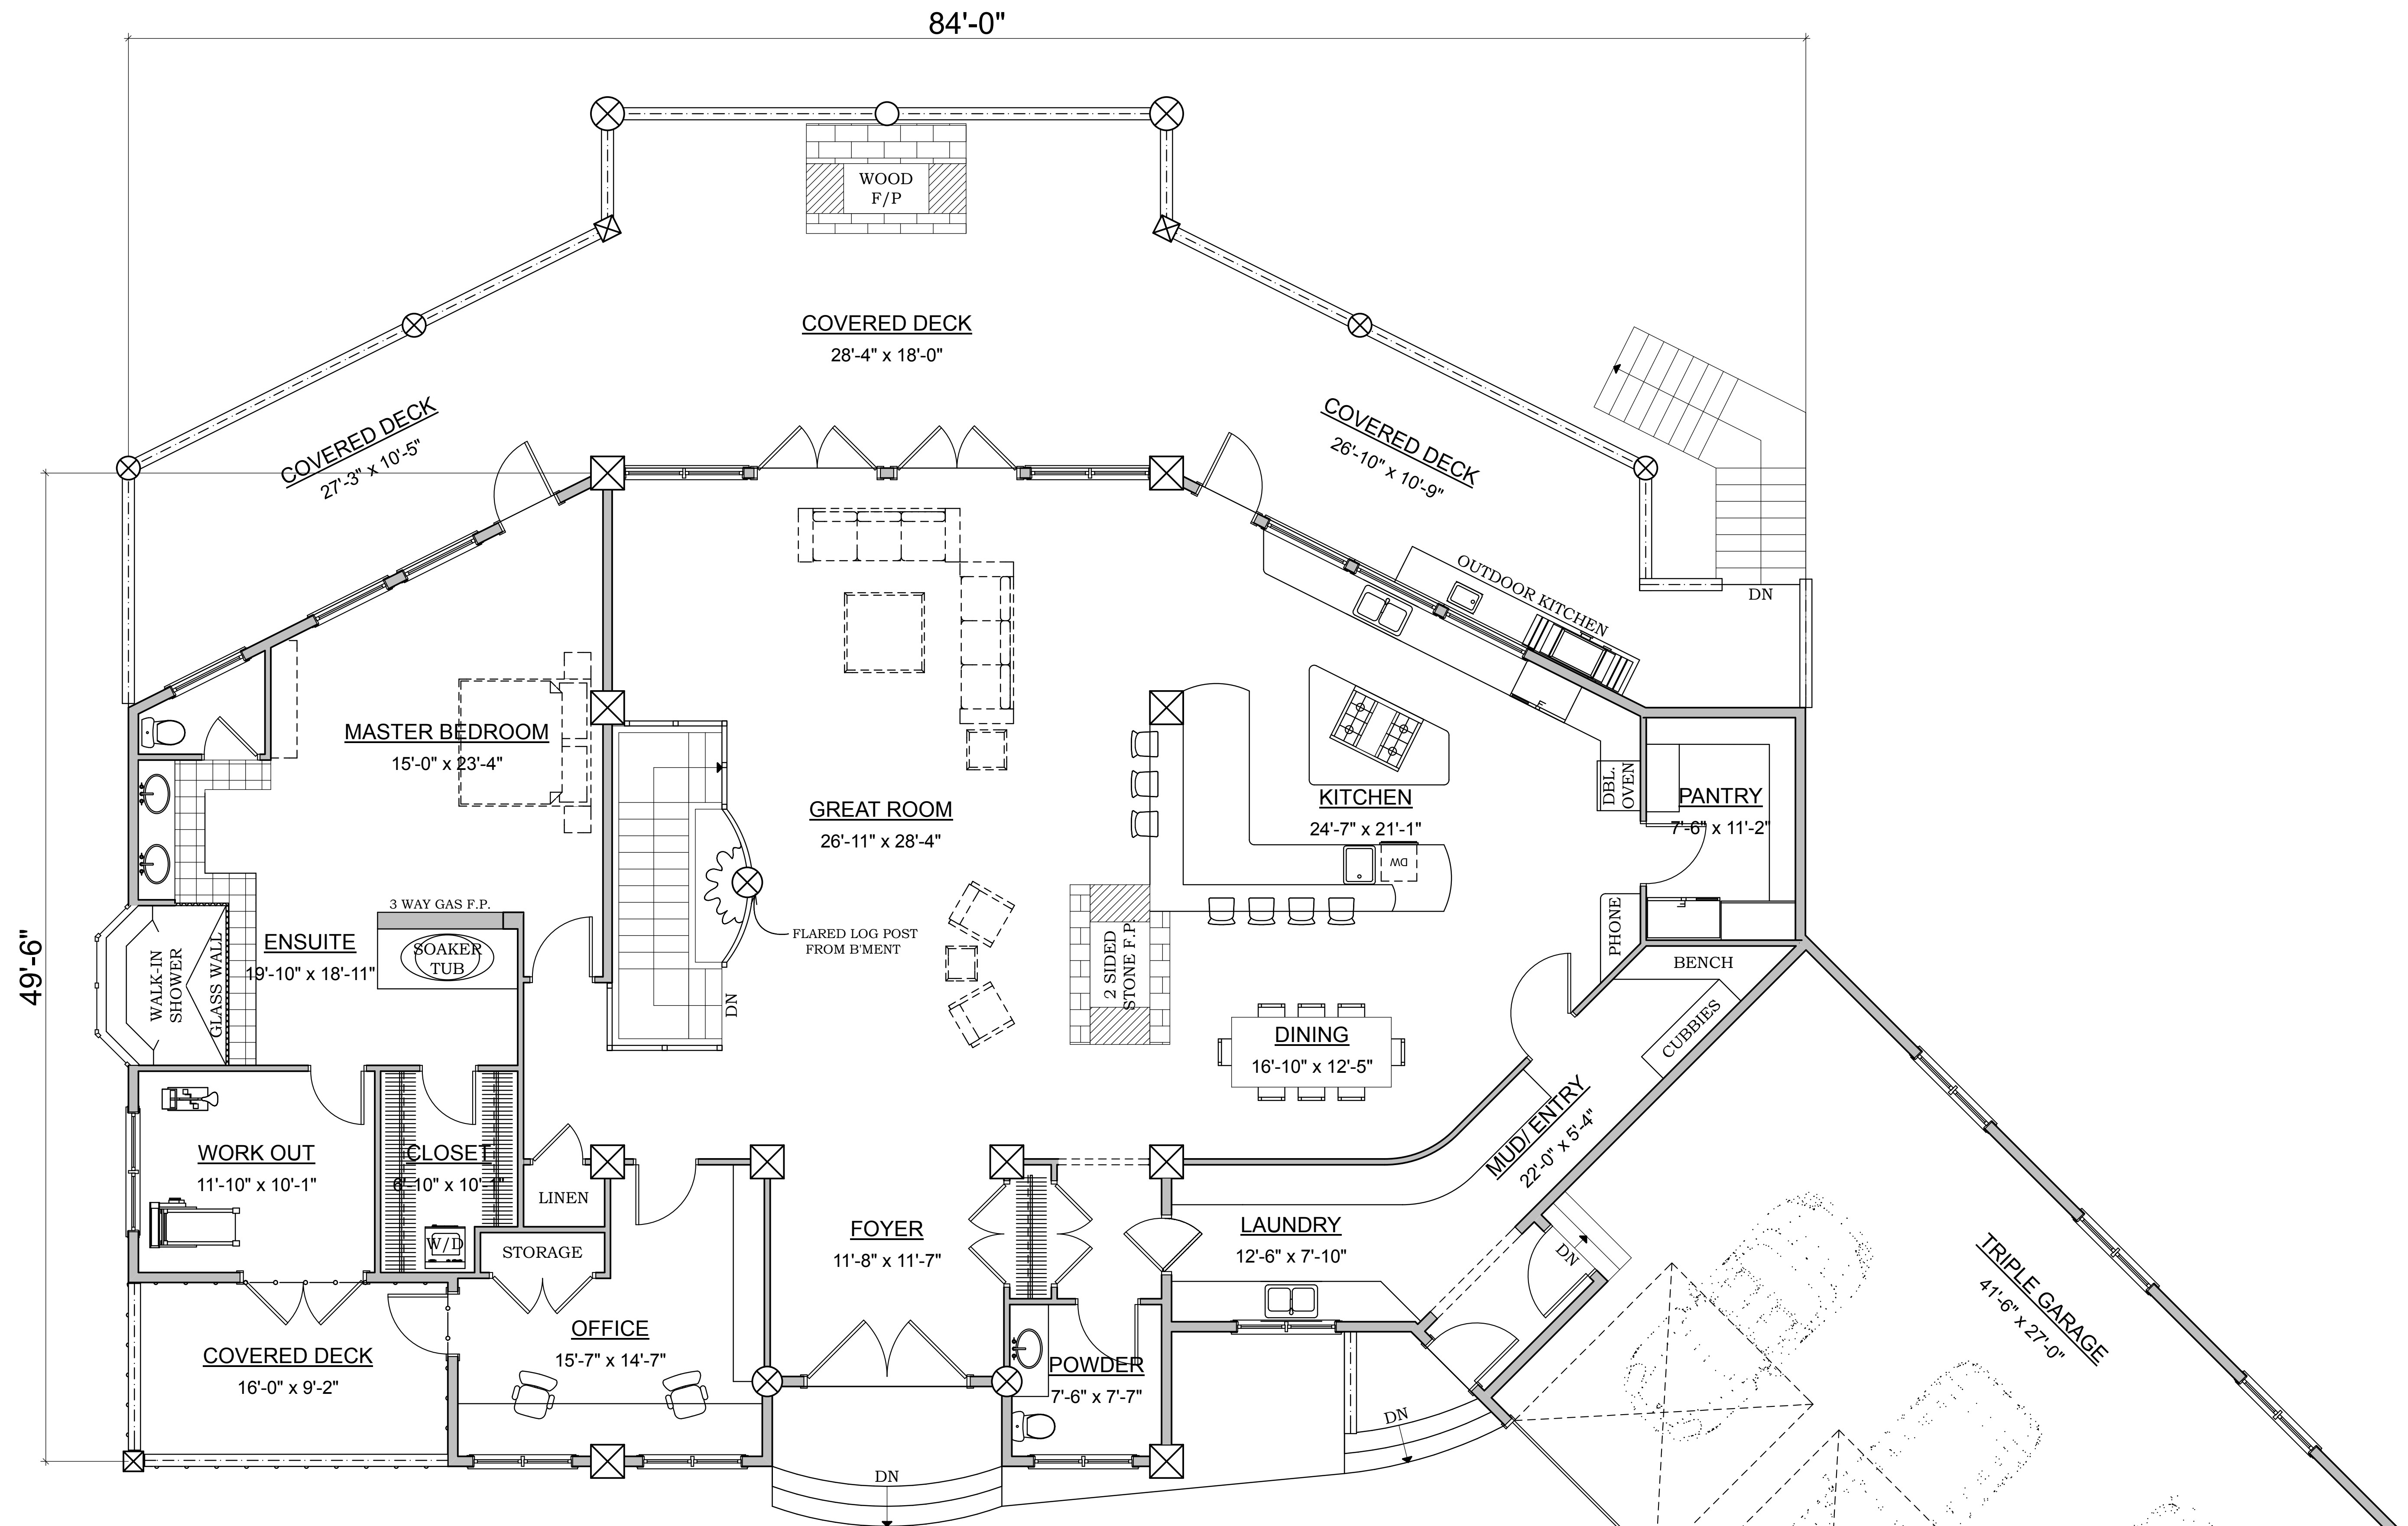 84'-0"
WOOD
F/P
COVERED DECK
28'-4" x 18'-0"
COVERED DECK
27'-3" x 10'-5"
COVERED DECK
26'-10" x 10'-9"
OUTDOOR KITCHEN
DN
MASTER BEDROOM
15'-0" x 23'-4"
GREAT ROOM
26'-11" x 28'-4"
KITCHEN
24'-7" x 21'-1"
DW
F
DBL.
OVEN
PANTRY
7'-6" x 11'-2"
F
PHONE
3 WAY GAS F.P.
SOAKER
TUB
ENSUITE
19'-10" x 18'-11"
WALK-IN
SHOWER
GLASS WALL
49'-6"
FLARED LOG POST
FROM B'MENT
DN
2 SIDED
STONE F.P.
BENCH
CUBBIES
DINING
16'-10" x 12'-5"
MUD/ ENTRY
22'-0" x 5'-4"
WORK OUT
11'-10" x 10'-1"
CLOSET
6'-10" x 10'-1"
W/D
LINEN
STORAGE
FOYER
11'-8" x 11'-7"
LAUNDRY
12'-6" x 7'-10"
DN
TRIPLE GARAGE
41'-6" x 27'-0"
COVERED DECK
16'-0" x 9'-2"
OFFICE
15'-7" x 14'-7"
POWDER
7'-6" x 7'-7"
DN
DN